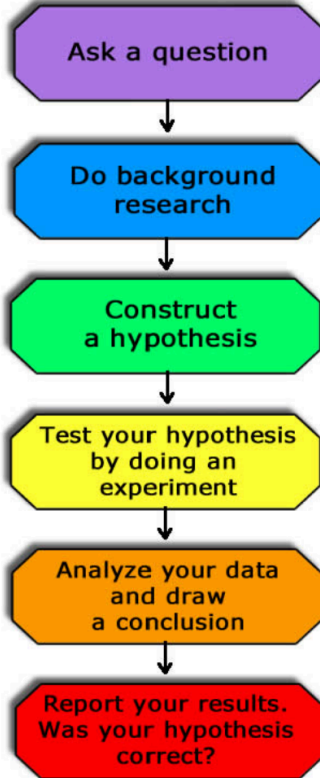 Ask a question
Do background
research
Construct
a hypothesis
Test your hypothesis
by doing an
experiment
Analyze your data
and draw
a conclusion
Report your results.
Was your hypothesis
correct?